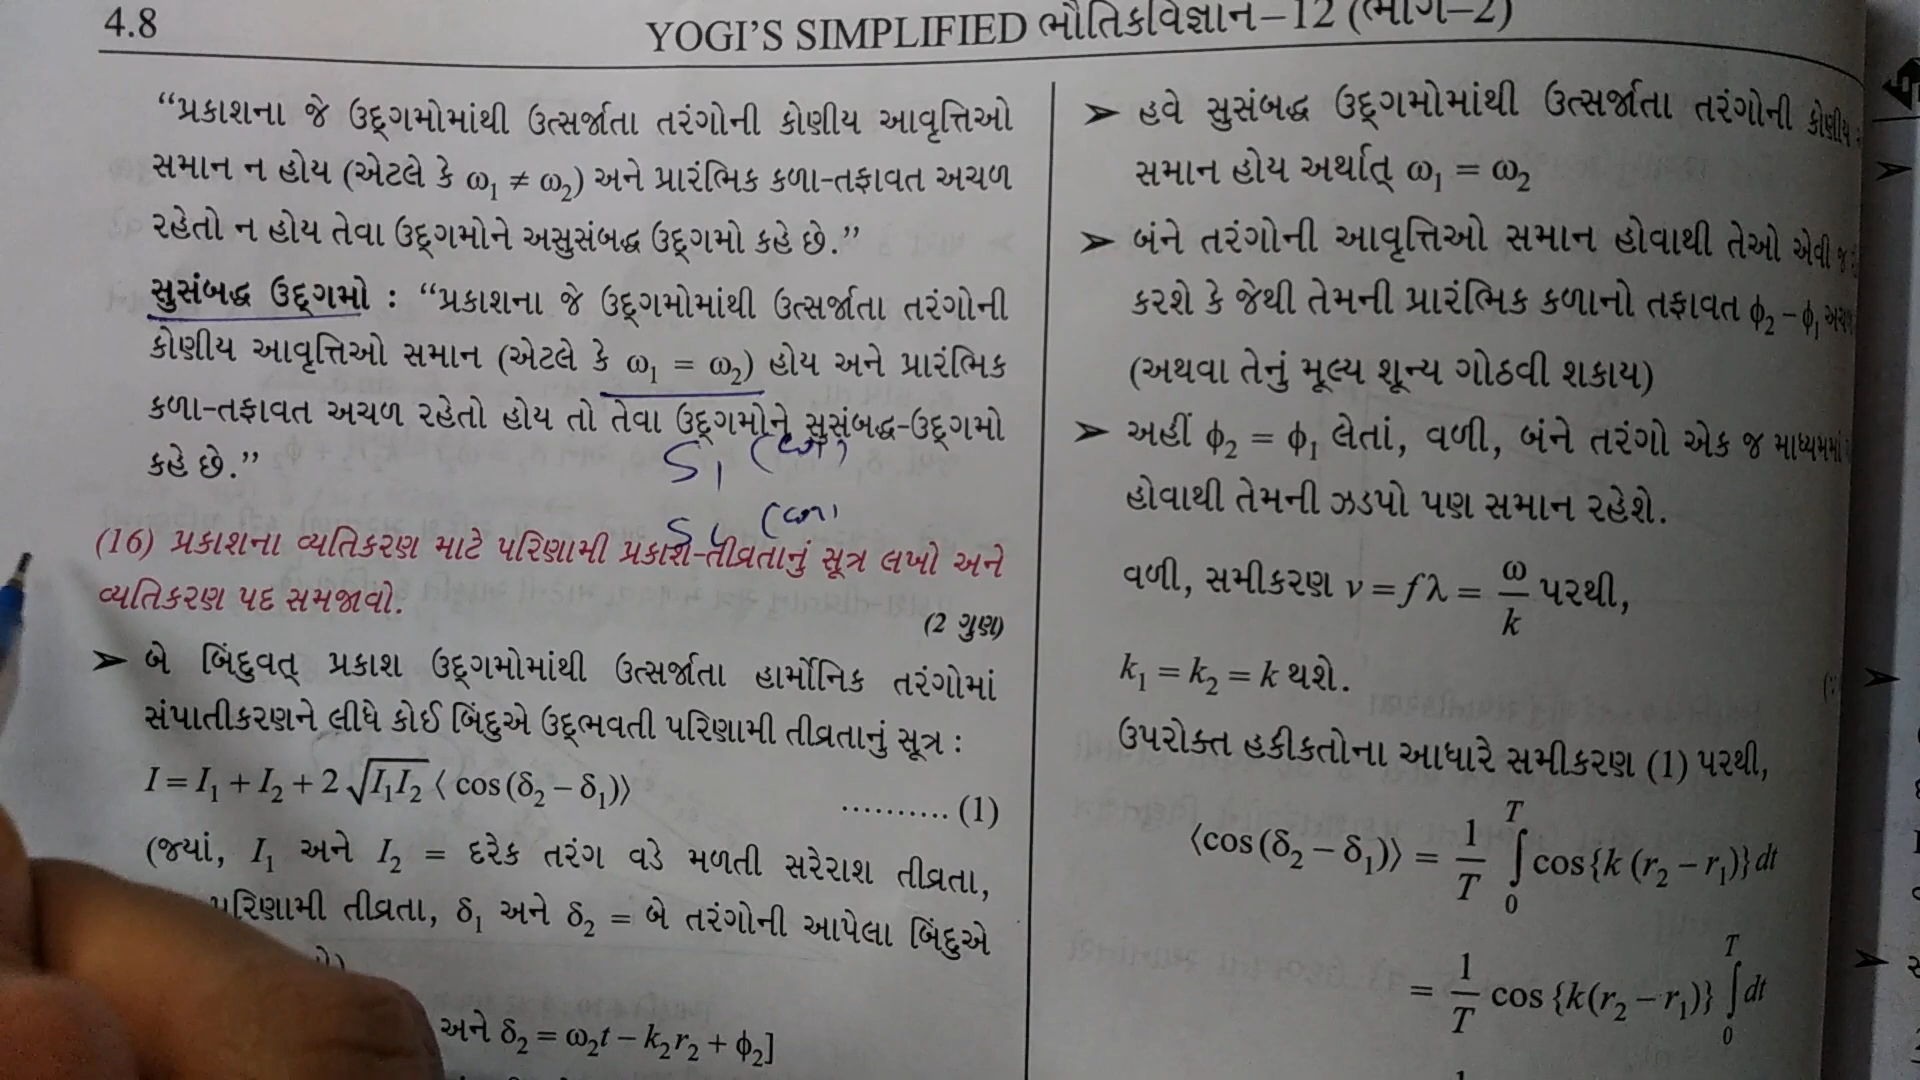 4.8
YOGI'S SIMPLIFIED ભૌતિકવિજ્ઞાન–12 (ભાગ–2)
“પ્રકાશના જે ઉદ્‌ગમોમાંથી ઉત્સર્જાતા તરંગોની કોણીય આવૃત્તિઓ
સમાન ન હોય (એટલે કે ω₁ ≠ ω₂) અને પ્રારંભિક કળા-તફાવત અચળ
રહેતો ન હોય તેવા ઉદ્‌ગમોને અસુસંબદ્ધ ઉદ્‌ગમો કહે છે.”
સુસંબદ્ધ ઉદ્‌ગમો : “પ્રકાશના જે ઉદ્‌ગમોમાંથી ઉત્સર્જાતા તરંગોની
કોણીય આવૃત્તિઓ સમાન (એટલે કે ω₁ = ω₂) હોય અને પ્રારંભિક
કળા-તફાવત અચળ રહેતો હોય તો તેવા ઉદ્‌ગમોને સુસંબદ્ધ-ઉદ્‌ગમો
કહે છે.”
S₁
(16) પ્રકાશના વ્યતિકરણ માટે પરિણામી પ્રકાશ-તીવ્રતાનું સૂત્ર લખો અને
વ્યતિકરણ પદ સમજાવો.
(2 ગુણ)
➤ બે બિંદુવત્ પ્રકાશ ઉદ્‌ગમોમાંથી ઉત્સર્જાતા હાર્મોનિક તરંગોમાં
સંપાતીકરણને લીધે કોઈ બિંદુએ ઉદ્‌ભવતી પરિણામી તીવ્રતાનું સૂત્ર :
I = I₁ + I₂ + 2 √I₁I₂ ⟨ cos (δ₂ – δ₁)⟩ .......... (1)
(જ્યાં, I₁ અને I₂ = દરેક તરંગ વડે મળતી સરેરાશ તીવ્રતા,
પરિણામી તીવ્રતા, δ₁ અને δ₂ = બે તરંગોની આપેલા બિંદુએ
અને δ₂ = ω₂t – k₂r₂ + ϕ₂]
➤ હવે સુસંબદ્ધ ઉદ્‌ગમોમાંથી ઉત્સર્જાતા તરંગોની કોણીય
સમાન હોય અર્થાત્ ω₁ = ω₂
➤ બંને તરંગોની આવૃત્તિઓ સમાન હોવાથી તેઓ એવી જ
કરશે કે જેથી તેમની પ્રારંભિક કળાનો તફાવત ϕ₂ – ϕ₁
(અથવા તેનું મૂલ્ય શૂન્ય ગોઠવી શકાય)
➤ અહીં ϕ₂ = ϕ₁ લેતાં, વળી, બંને તરંગો એક જ માધ્યમમાં
હોવાથી તેમની ઝડપો પણ સમાન રહેશે.
વળી, સમીકરણ v = fλ = ω/k પરથી,
k₁ = k₂ = k થશે.
ઉપરોક્ત હકીકતોના આધારે સમીકરણ (1) પરથી,
⟨cos (δ₂ – δ₁)⟩ = 1/T ∫₀ᵀ cos{k (r₂ – r₁)} dt
= 1/T cos {k(r₂ – r₁)} ∫₀ᵀ dt